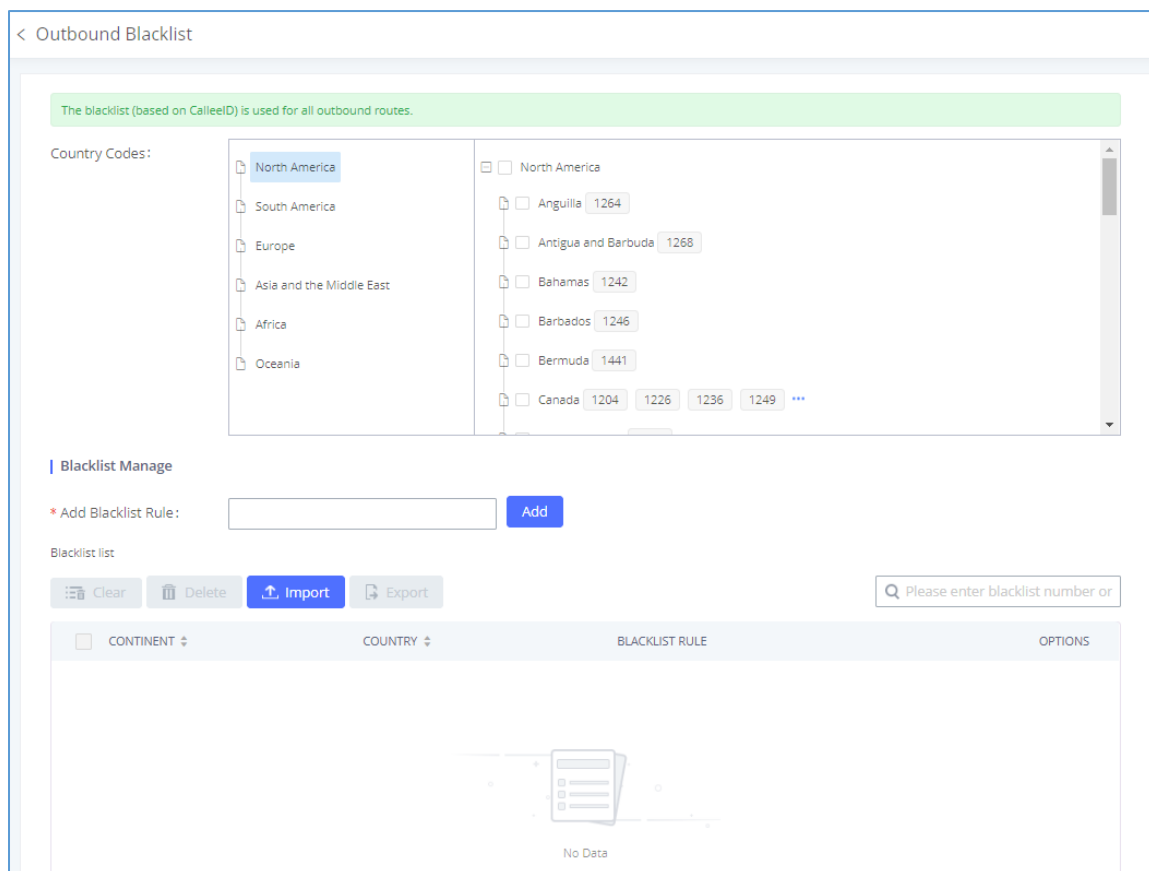 Outbound Blacklist
The blacklist (based on CalleeID) is used for all outbound routes.
Country Codes:
North America
South America
Europe
Asia and the Middle East
Africa
Oceania
North America
Anguilla 1264
Antigua and Barbuda 1268
Bahamas 1242
Barbados 1246
Bermuda 1441
Canada 1204 1226 1236 1249 •••
Blacklist Manage
* Add Blacklist Rule: Add
Blacklist list
Clear Delete Import Export Please enter blacklist number or
CONTINENT COUNTRY BLACKLIST RULE OPTIONS
No Data